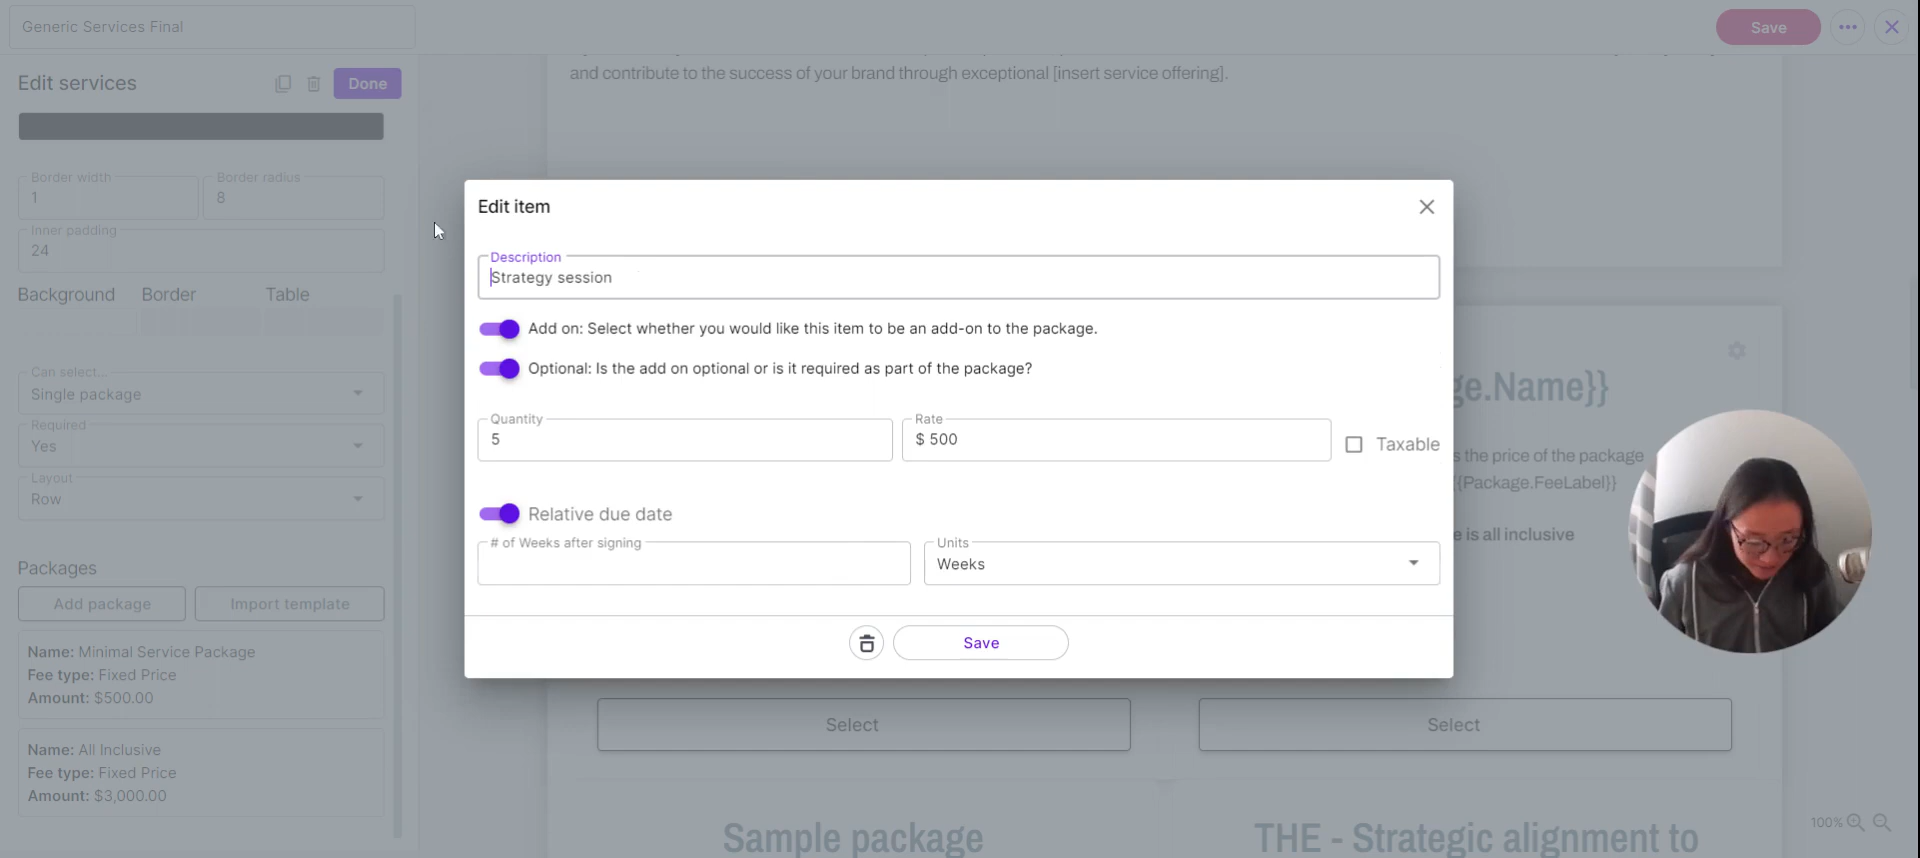 Generic Services Final
Save
Edit services
Done
and contribute to the success of your brand through exceptional [insert service offering].
Border width
1
Border radius
8
Inner padding
24
Background
Border
Table
Can select...
Single package
Required
Yes
Layout
Row
Packages
Add package
Import template
Name: Minimal Service Package
Fee type: Fixed Price
Amount: $500.00
Name: All Inclusive
Fee type: Fixed Price
Amount: $3,000.00
Edit item
Description
Strategy session
Add on: Select whether you would like this item to be an add-on to the package.
Optional: Is the add on optional or is it required as part of the package?
Quantity
5
Rate
$ 500
Taxable
Relative due date
# of Weeks after signing
Units
Weeks
Save
ge.Name}}
s the price of the package
{{Package.FeeLabel}}
e is all inclusive
Select
Select
Sample package
THE - Strategic alignment to
100%